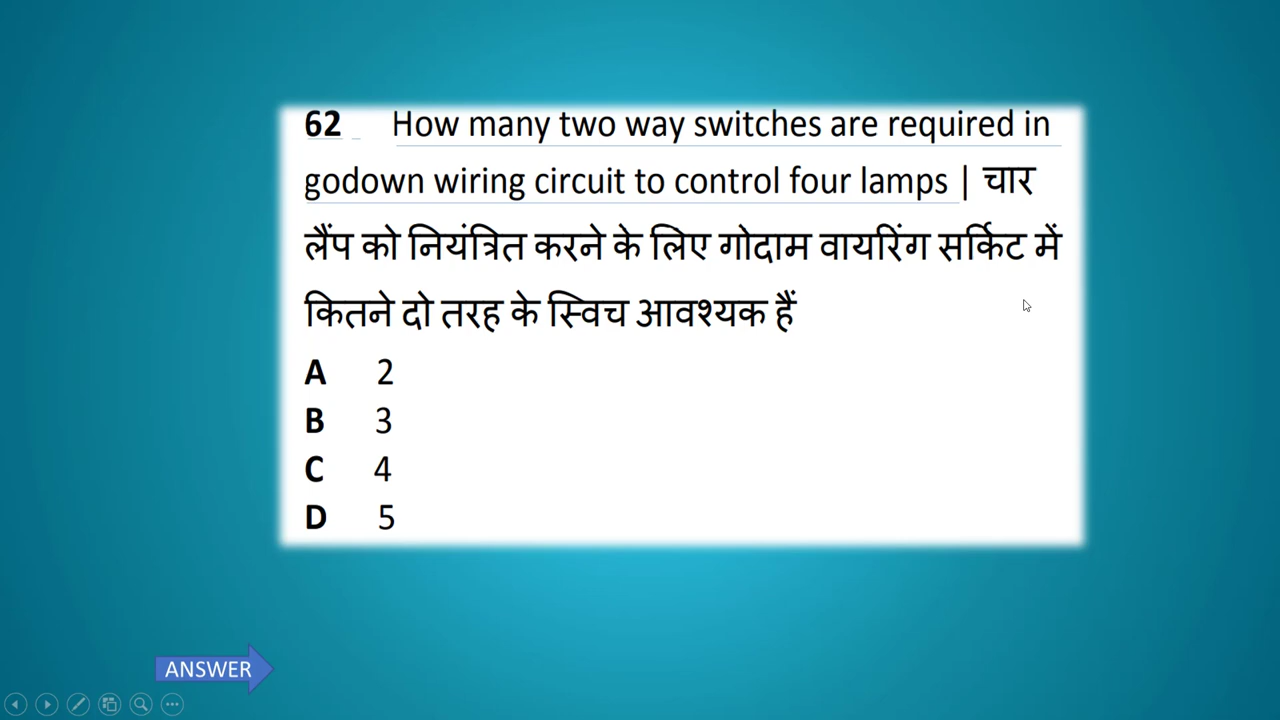 62 How many two way switches are required in
godown wiring circuit to control four lamps | चार
लैंप को नियंत्रित करने के लिए गोदाम वायरिंग सर्किट में
कितने दो तरह के स्विच आवश्यक हैं
A 2
B 3
C 4
D 5
ANSWER